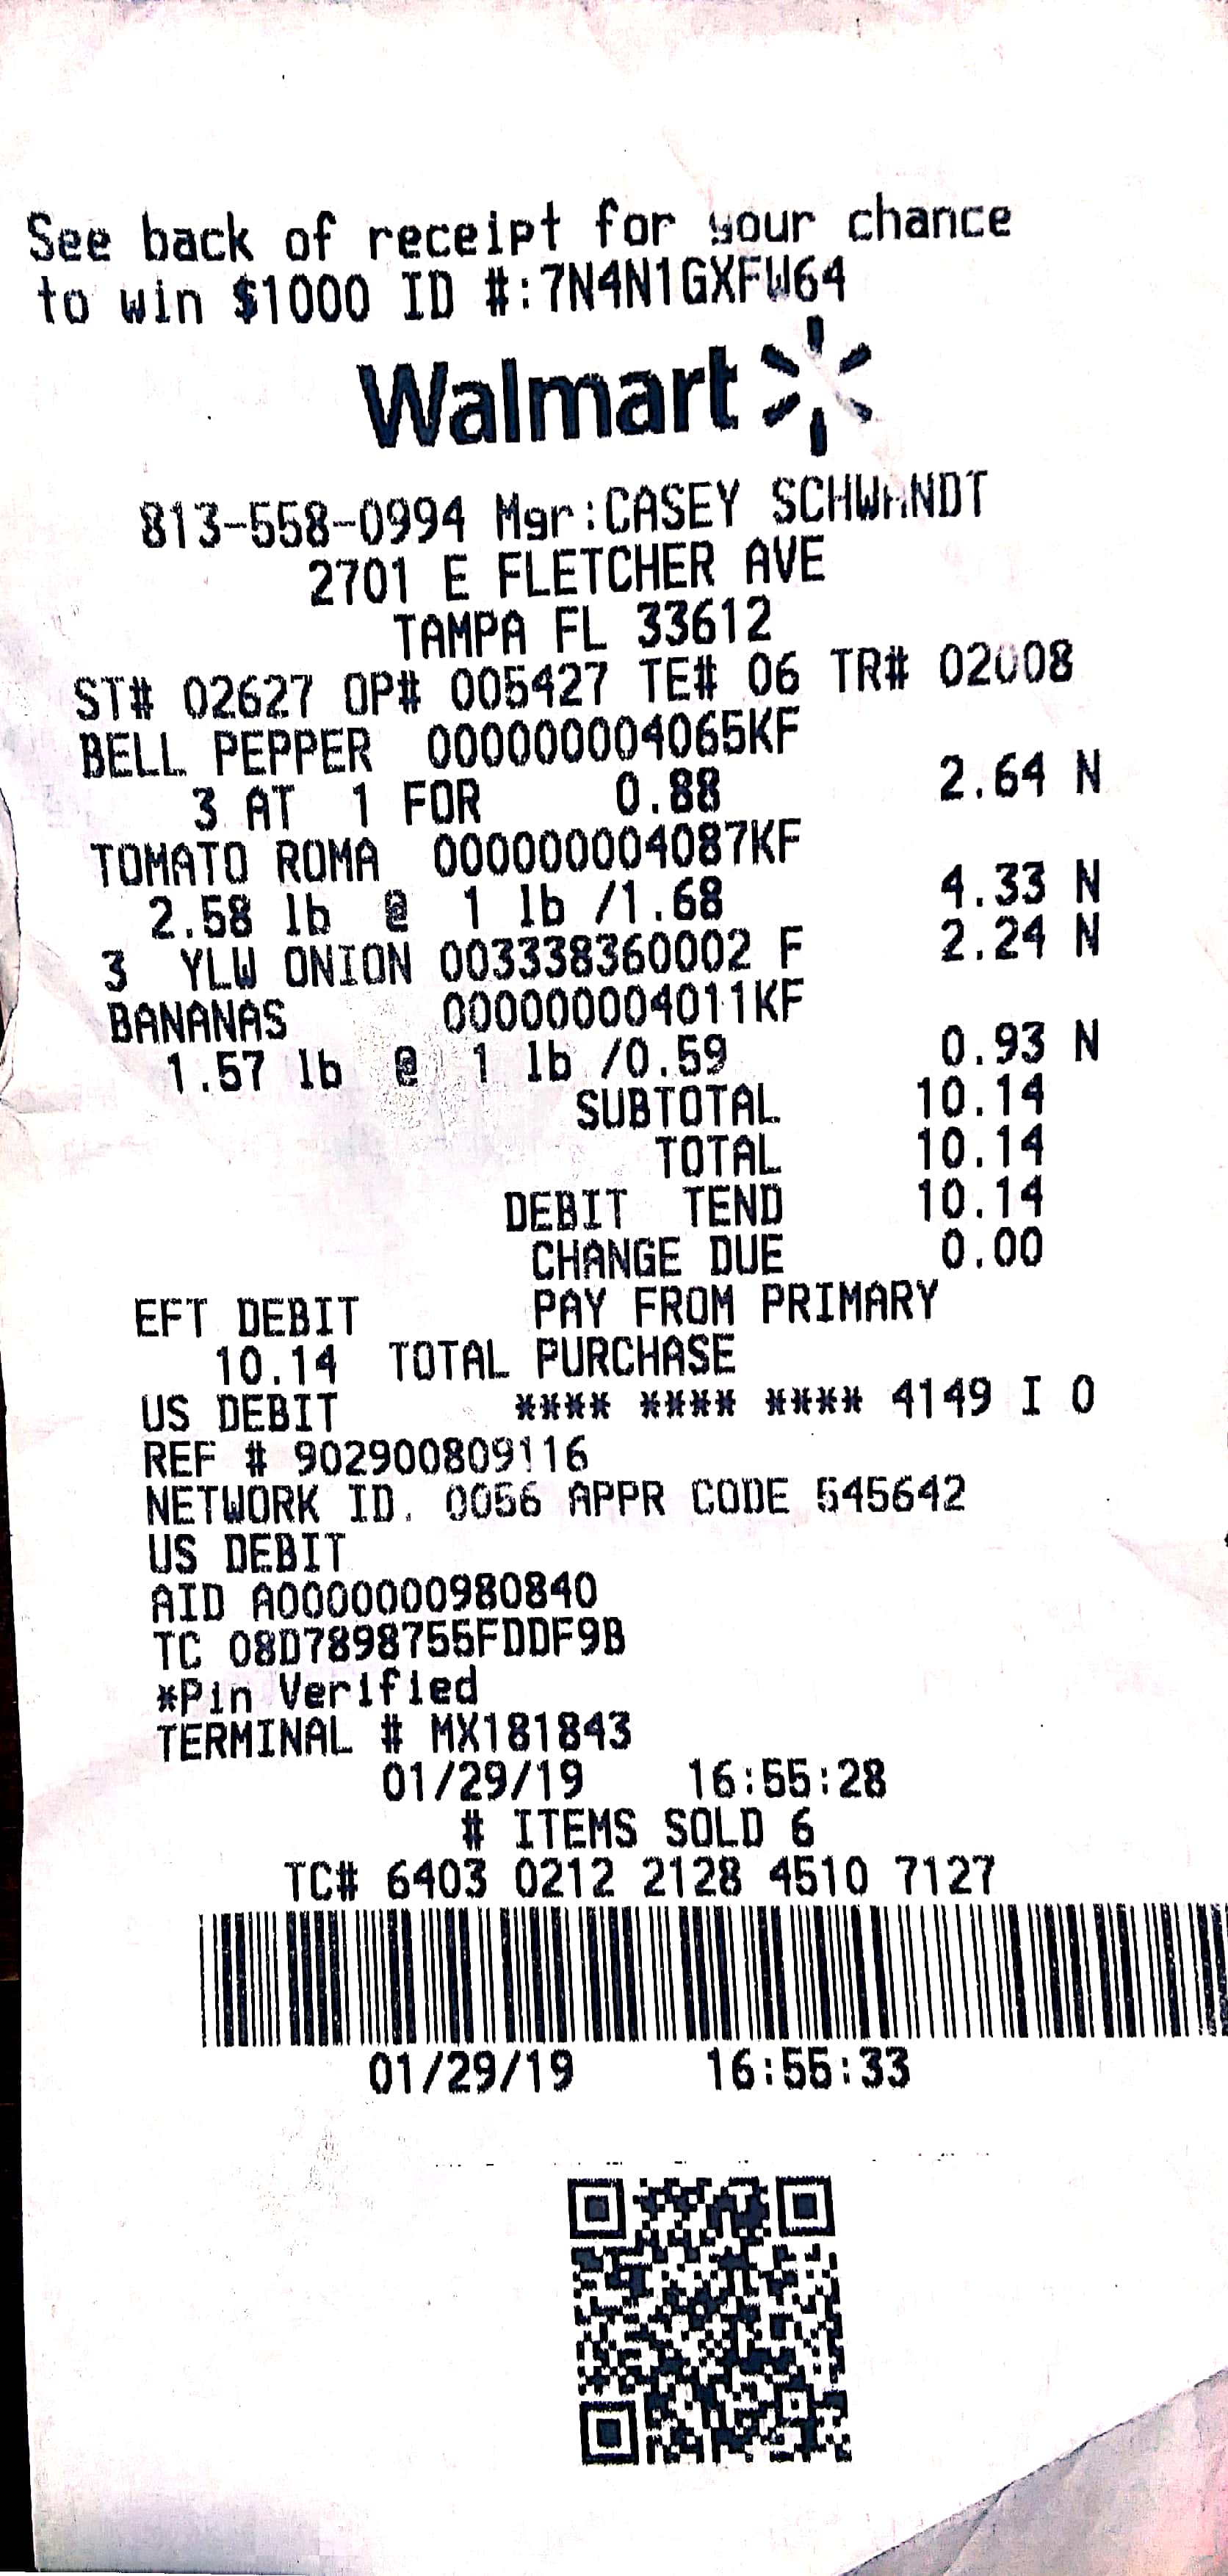 See back of receipt for your chance
to win $1000 ID #:7N4N1GXFW64
Walmart
813-558-0994 Mgr:CASEY SCHWANDT
2701 E FLETCHER AVE
TAMPA FL 33612
ST# 02627 OP# 005427 TE# 06 TR# 02008
BELL PEPPER 000000004065KF
3 AT 1 FOR 0.88 2.64 N
TOMATO ROMA 000000004087KF
2.58 lb @ 1 lb /1.68 4.33 N
3 YLW ONION 003338360002 F 2.24 N
BANANAS 000000004011KF
1.57 lb @ 1 lb /0.59 0.93 N
SUBTOTAL 10.14
TOTAL 10.14
DEBIT TEND 10.14
CHANGE DUE 0.00
EFT DEBIT PAY FROM PRIMARY
10.14 TOTAL PURCHASE
US DEBIT **** **** **** 4149 I 0
REF # 902900809116
NETWORK ID. 0056 APPR CODE 545642
US DEBIT
AID A0000000980840
TC 08D7898755FDDF9B
*Pin Verified
TERMINAL # MX181843
01/29/19 16:55:28
# ITEMS SOLD 6
TC# 6403 0212 2128 4510 7127
01/29/19 16:55:33